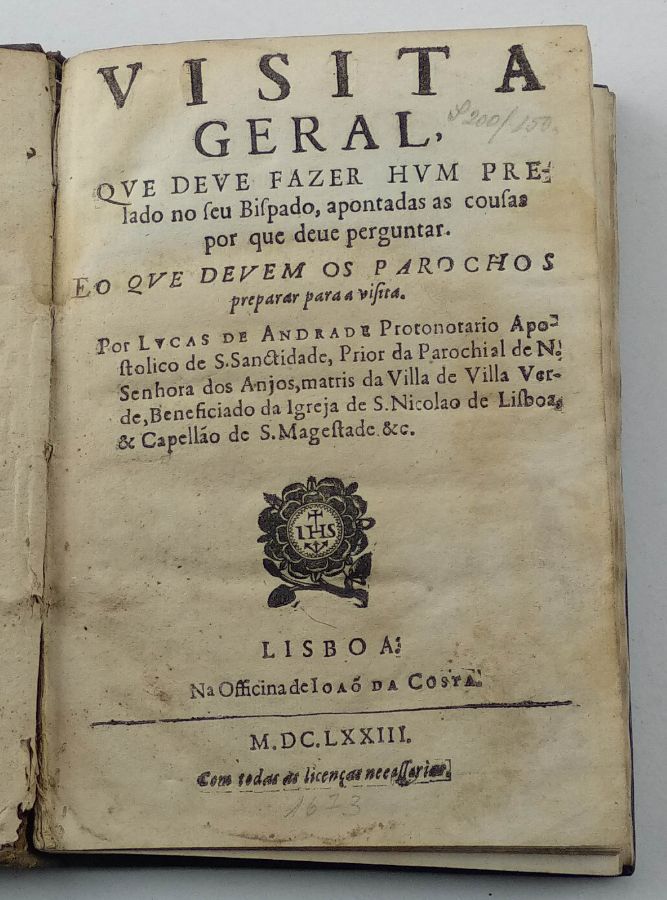 VISITA
GERAL,
QVE DEVE FAZER HVM PRE-
lado no ſeu Biſpado, apontadas as couſas
por que deue perguntar.
E O QVE DEVEM OS PAROCHOS
preparar para a viſita.
Por LVCAS DE ANDRADE Protonotario Apo-
ſtolico de S. Sanctidade, Prior da Parochial de N.
Senhora dos Anjos, matris da Villa de Villa Ver-
de, Beneficiado da Igreja de S. Nicolao de Liſboa,
& Capellão de S. Mageſtade &c.
IHS
LISBOA:
Na Officina de IOAÓ DA COSTA.
M.DC.LXXIII.
Com todas as licenças neceſſarias.
1673